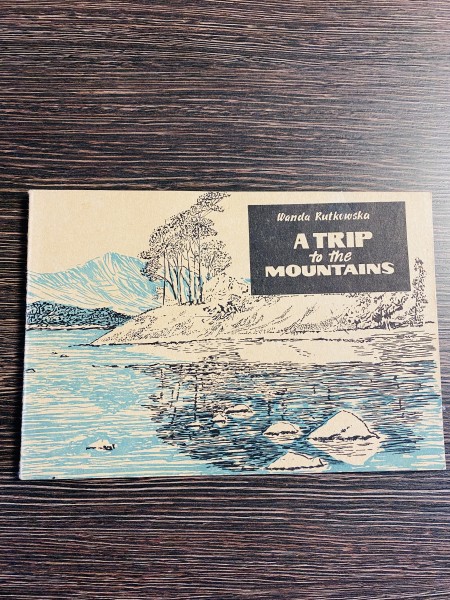 Wanda Rutkowska
A TRIP
to the
MOUNTAINS